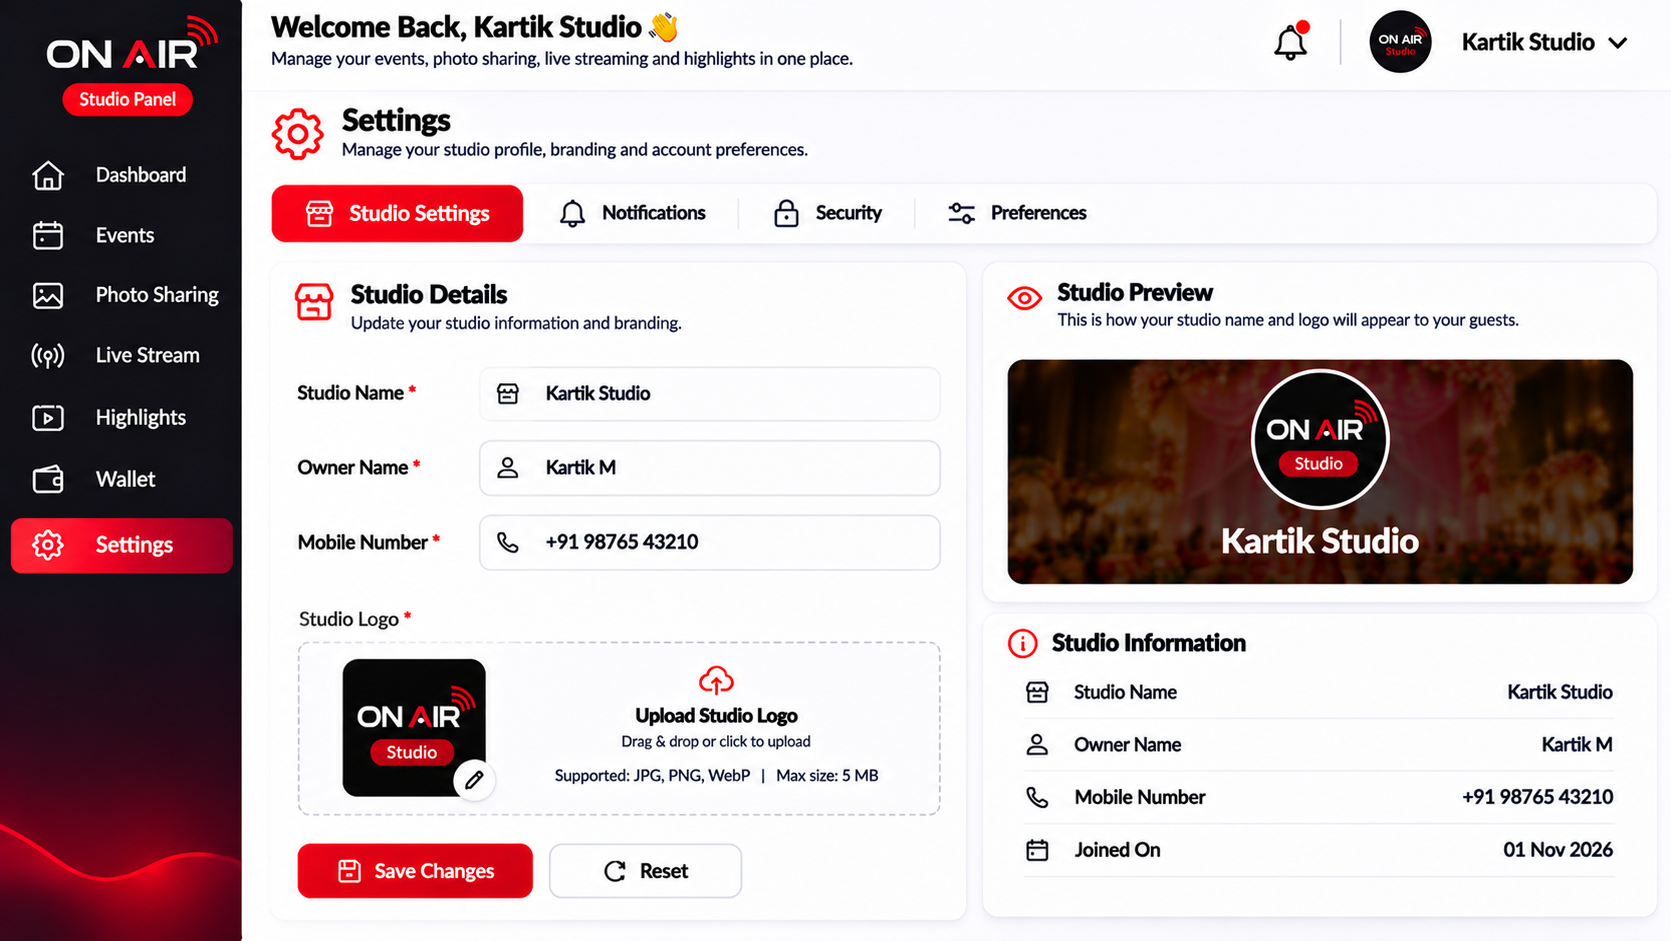 ON AIR
Studio Panel
Dashboard
Events
Photo Sharing
Live Stream
Highlights
Wallet
Settings
Welcome Back, Kartik Studio 👋
Manage your events, photo sharing, live streaming and highlights in one place.
ON AIR
Studio
Kartik Studio
Settings
Manage your studio profile, branding and account preferences.
Studio Settings
Notifications
Security
Preferences
Studio Details
Update your studio information and branding.
Studio Name *
Kartik Studio
Owner Name *
Kartik M
Mobile Number *
+91 98765 43210
Studio Logo *
ON AIR
Studio
Upload Studio Logo
Drag & drop or click to upload
Supported: JPG, PNG, WebP | Max size: 5 MB
Save Changes
Reset
Studio Preview
This is how your studio name and logo will appear to your guests.
ON AIR
Studio
Kartik Studio
Studio Information
Studio Name Kartik Studio
Owner Name Kartik M
Mobile Number +91 98765 43210
Joined On 01 Nov 2026